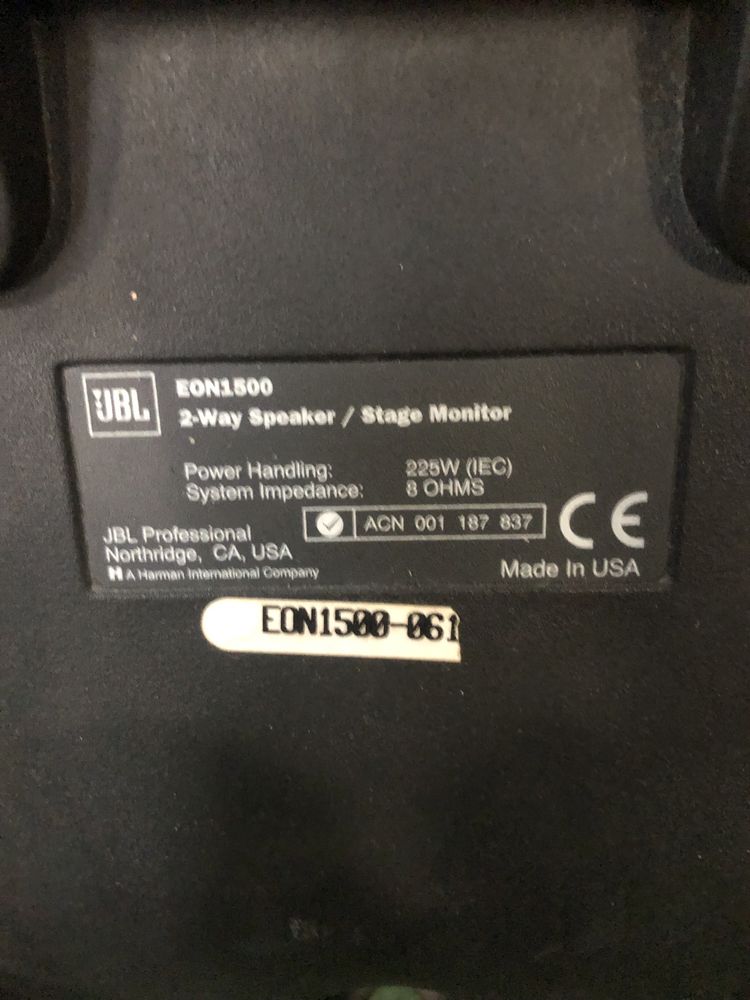 JBL
EON1500
2-Way Speaker / Stage Monitor
Power Handling: 225W (IEC)
System Impedance: 8 OHMS
ACN 001 187 837
CE
JBL Professional
Northridge, CA, USA
H A Harman International Company
Made In USA
EON1500-061